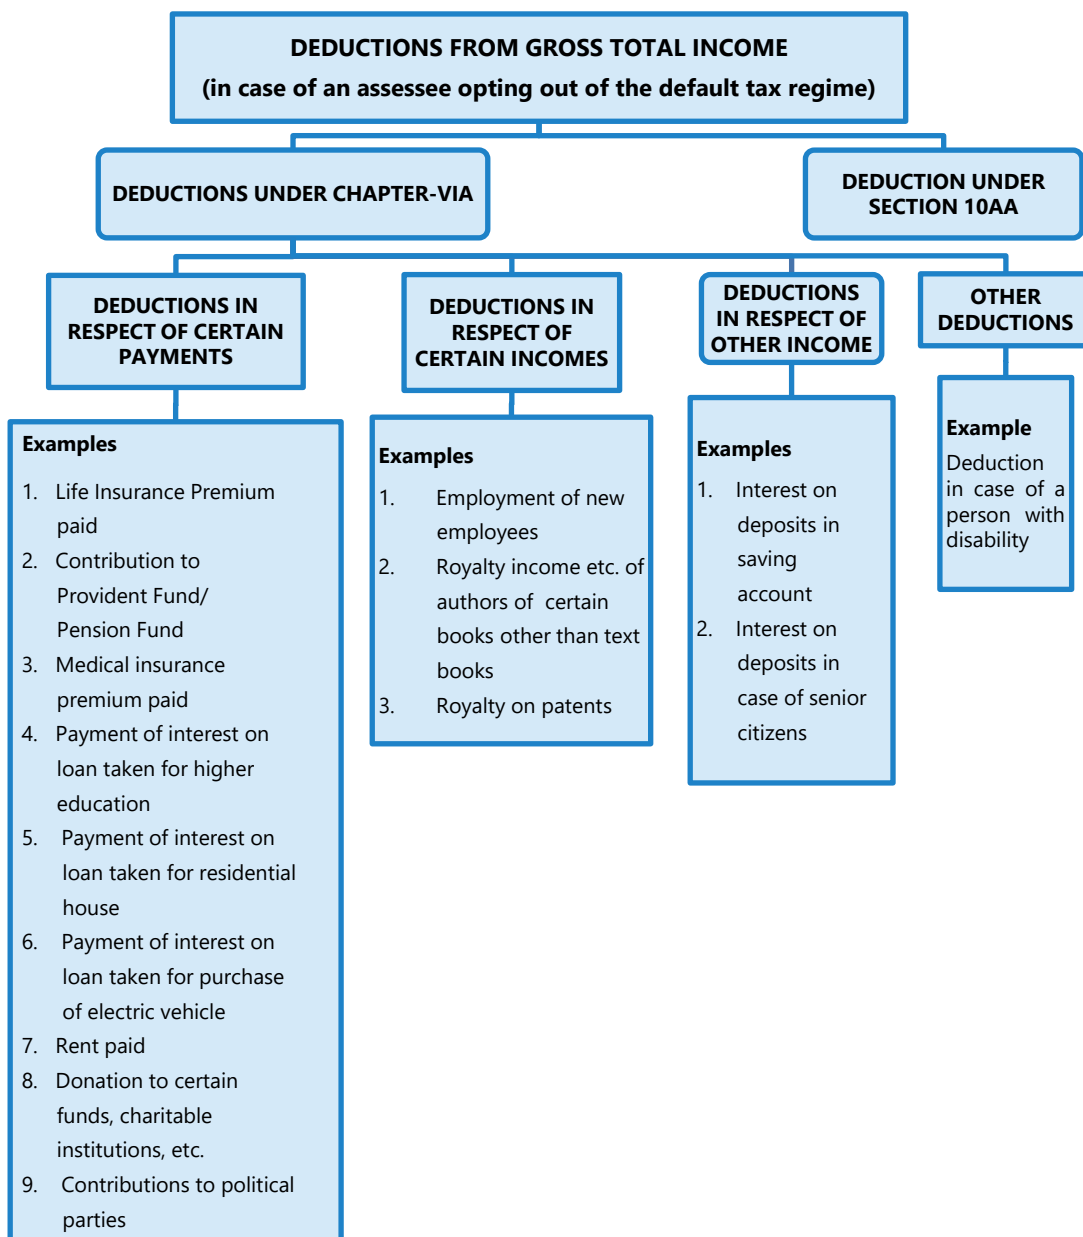 DEDUCTIONS FROM GROSS TOTAL INCOME
(in case of an assessee opting out of the default tax regime)
DEDUCTIONS UNDER CHAPTER-VIA
DEDUCTION UNDER
SECTION 10AA
DEDUCTIONS IN
RESPECT OF CERTAIN
PAYMENTS
DEDUCTIONS IN
RESPECT OF
CERTAIN INCOMES
DEDUCTIONS
IN RESPECT OF
OTHER INCOME
OTHER
DEDUCTIONS
Examples
1. Life Insurance Premium
paid
2. Contribution to
Provident Fund/
Pension Fund
3. Medical insurance
premium paid
4. Payment of interest on
loan taken for higher
education
5. Payment of interest on
loan taken for residential
house
6. Payment of interest on
loan taken for purchase
of electric vehicle
7. Rent paid
8. Donation to certain
funds, charitable
institutions, etc.
9. Contributions to political
parties
Examples
1. Employment of new
employees
2. Royalty income etc. of
authors of certain
books other than text
books
3. Royalty on patents
Examples
1. Interest on
deposits in
saving
account
2. Interest on
deposits in
case of senior
citizens
Example
Deduction
in case of a
person with
disability